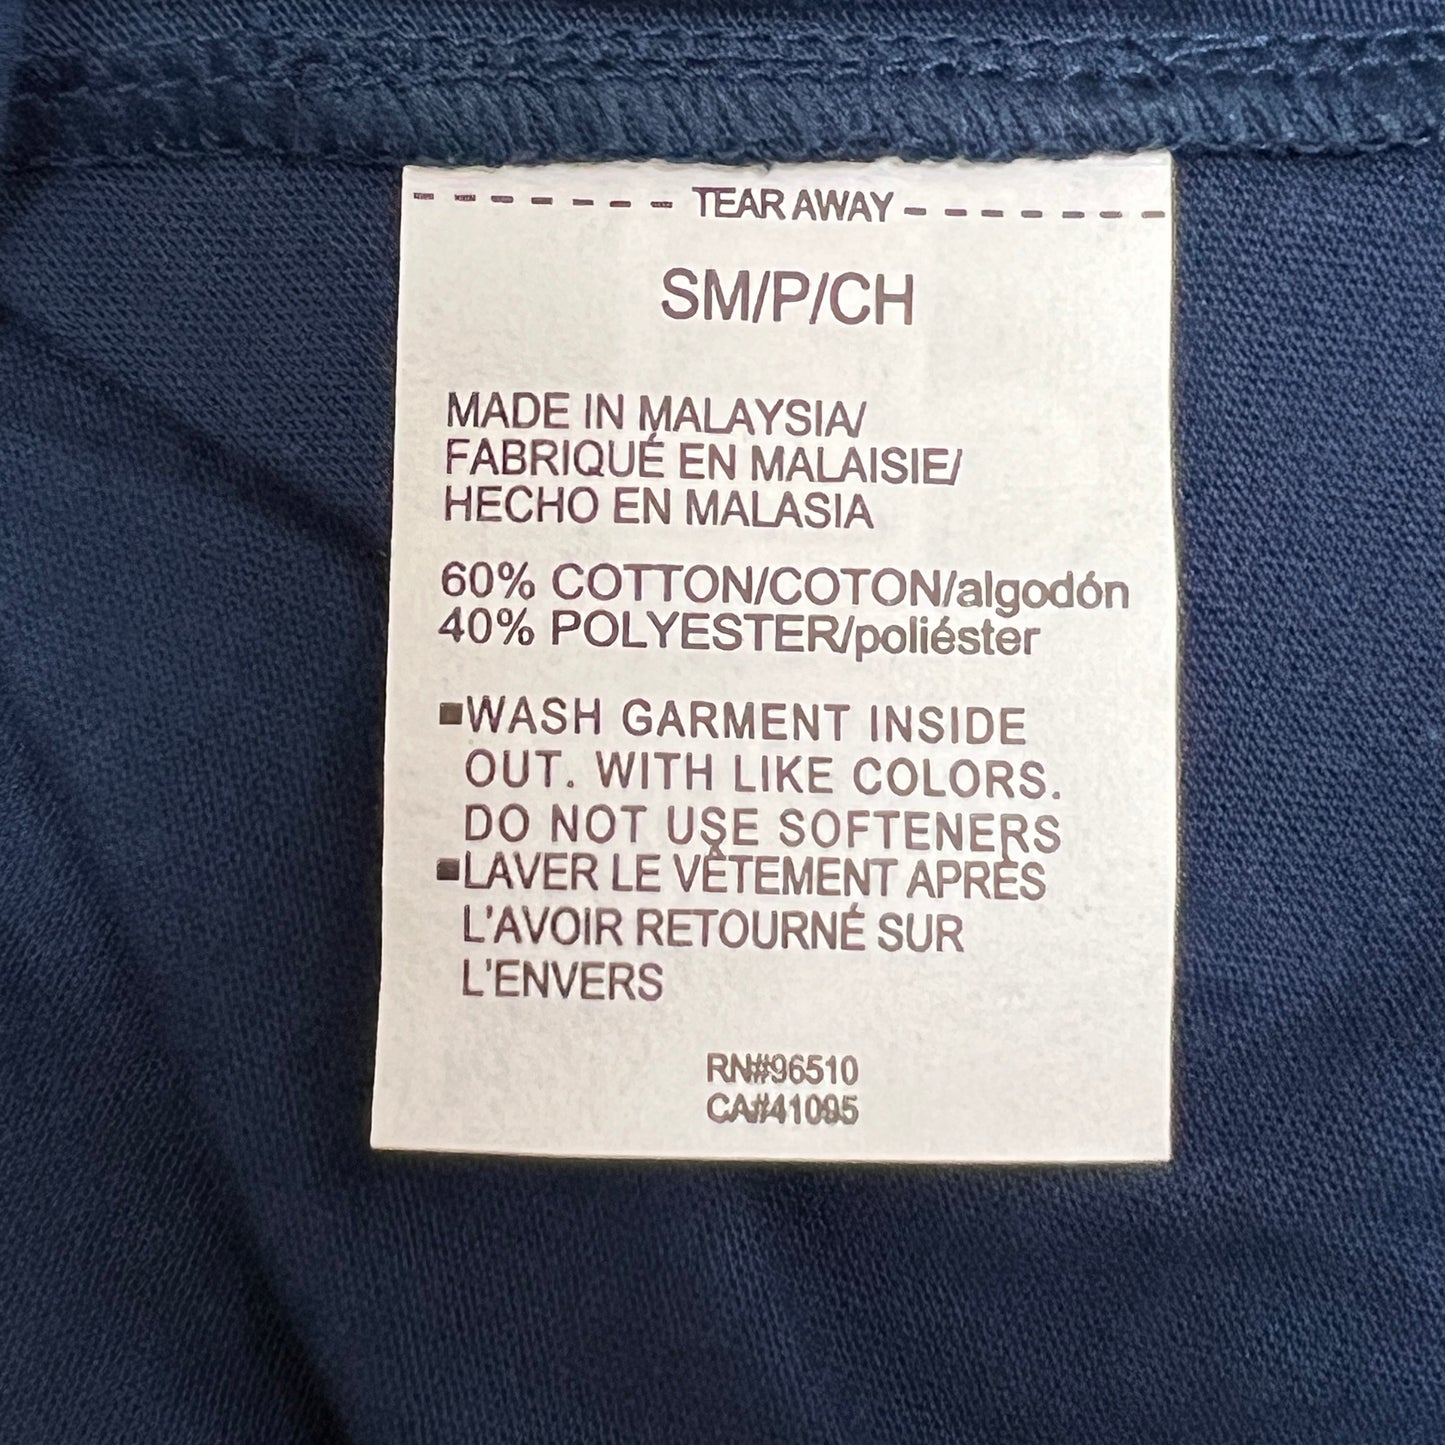 TEAR AWAY
SM/P/CH
MADE IN MALAYSIA/
FABRIQUÉ EN MALAISIE/
HECHO EN MALASIA
60% COTTON/COTON/algodón
40% POLYESTER/poliéster
▪WASH GARMENT INSIDE
OUT. WITH LIKE COLORS.
DO NOT USE SOFTENERS
▪LAVER LE VÊTEMENT APRÈS
L'AVOIR RETOURNÉ SUR
L'ENVERS
RN#96510
CA#41095